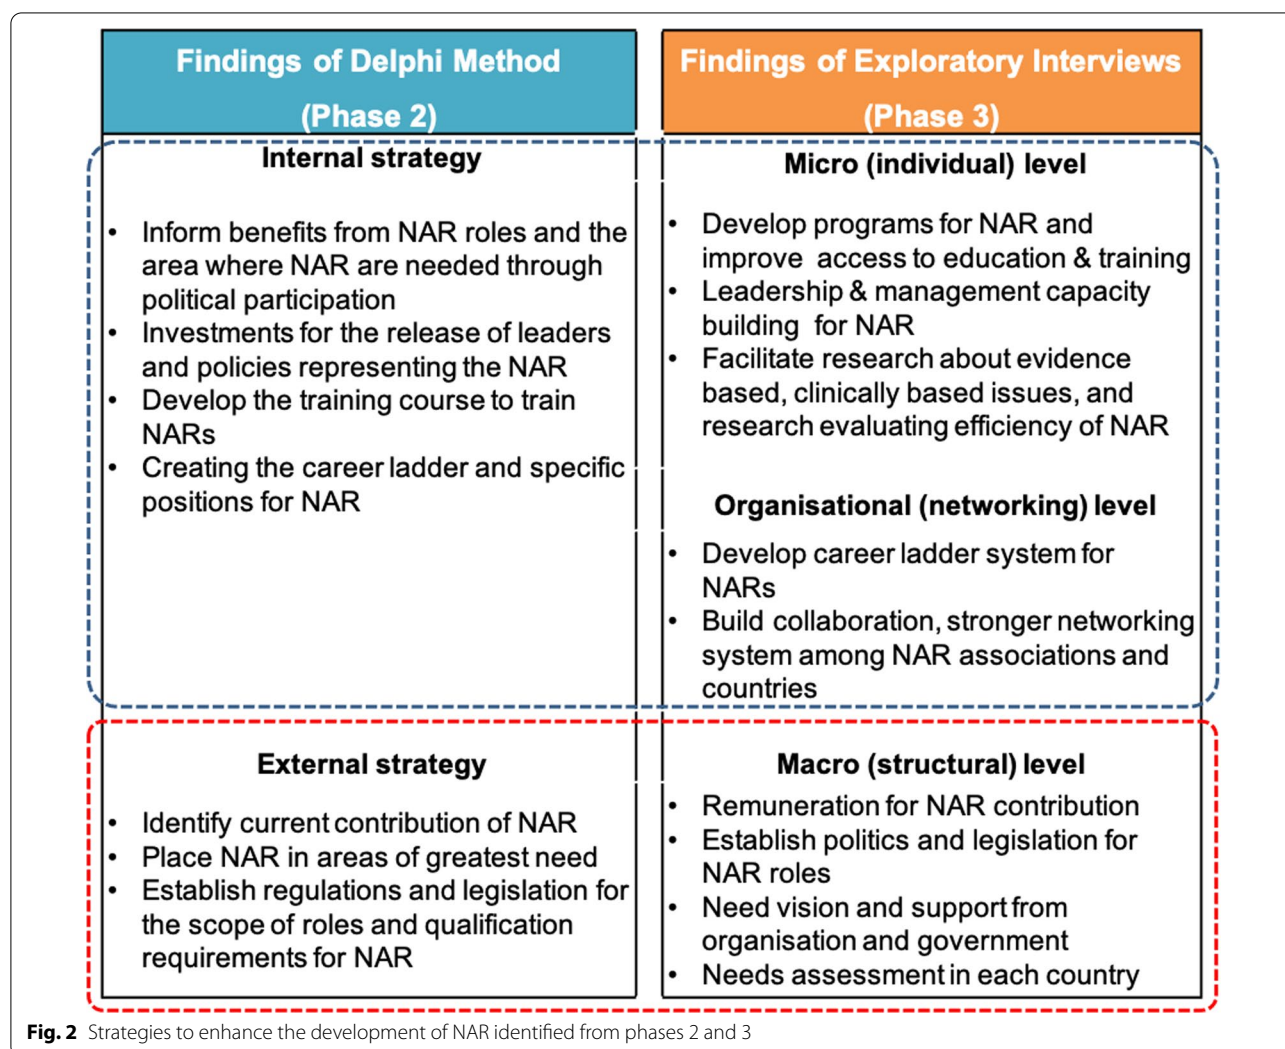 Findings of Delphi Method
(Phase 2)
Internal strategy
• Inform benefits from NAR roles and the
area where NAR are needed through
political participation
• Investments for the release of leaders
and policies representing the NAR
• Develop the training course to train
NARs
• Creating the career ladder and specific
positions for NAR
External strategy
• Identify current contribution of NAR
• Place NAR in areas of greatest need
• Establish regulations and legislation for
the scope of roles and qualification
requirements for NAR
Findings of Exploratory Interviews
(Phase 3)
Micro (individual) level
• Develop programs for NAR and
improve access to education & training
• Leadership & management capacity
building for NAR
• Facilitate research about evidence
based, clinically based issues, and
research evaluating efficiency of NAR
Organisational (networking) level
• Develop career ladder system for
NARs
• Build collaboration, stronger networking
system among NAR associations and
countries
Macro (structural) level
• Remuneration for NAR contribution
• Establish politics and legislation for
NAR roles
• Need vision and support from
organisation and government
• Needs assessment in each country
Fig. 2 Strategies to enhance the development of NAR identified from phases 2 and 3